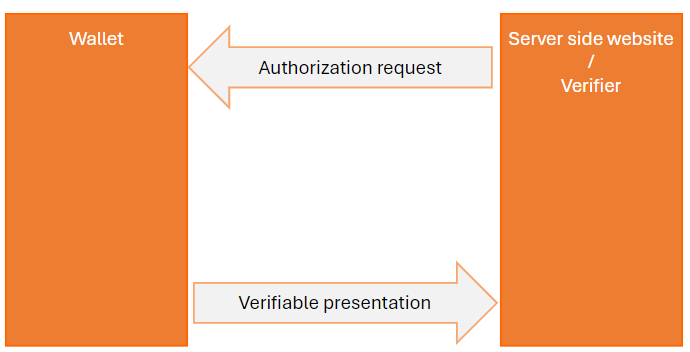 Wallet
Authorization request
Server side website
/
Verifier
Verifiable presentation